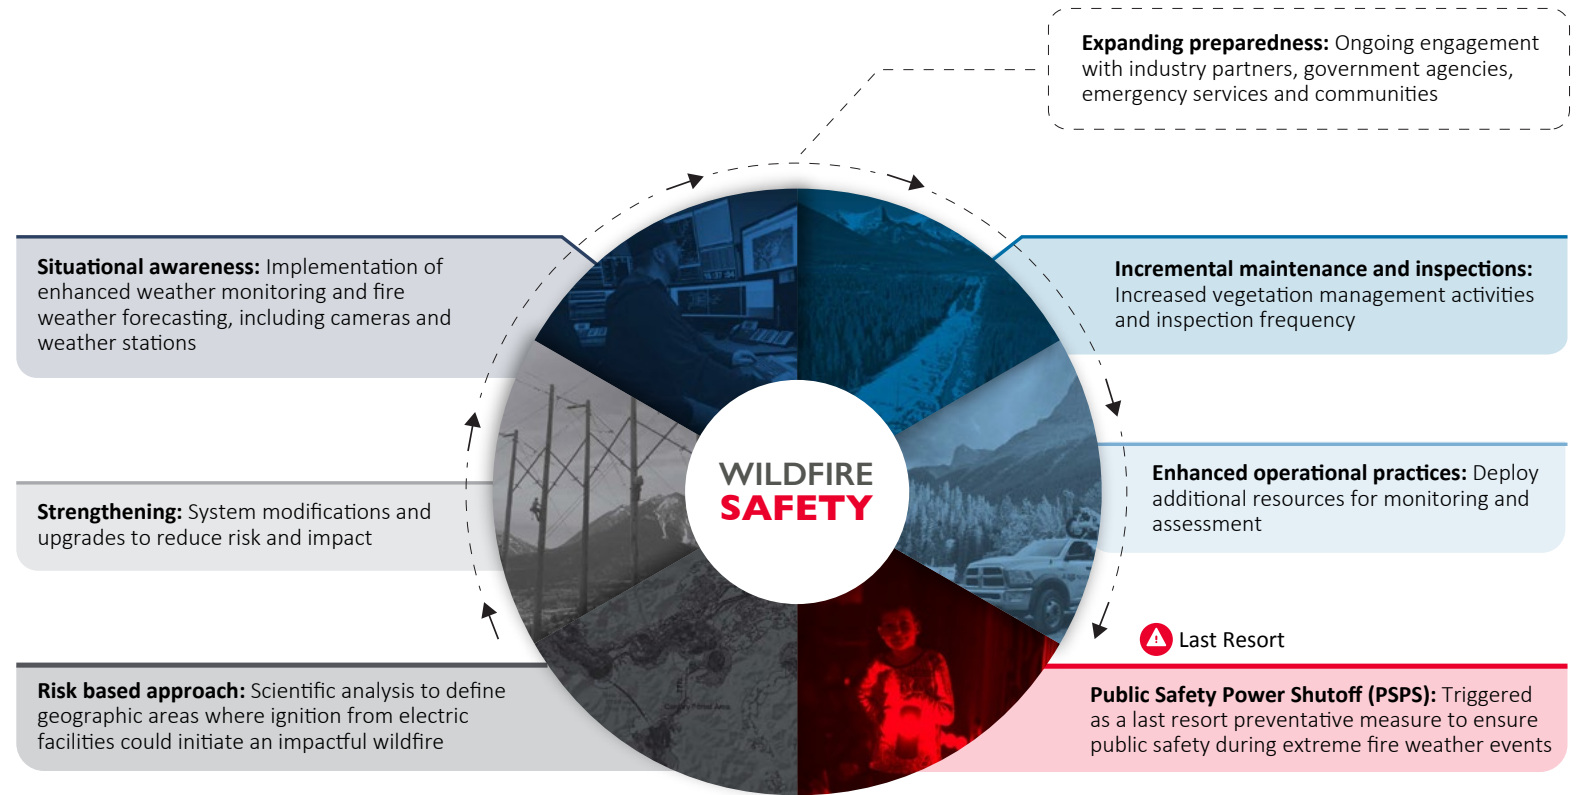 Expanding preparedness: Ongoing engagement
with industry partners, government agencies,
emergency services and communities
Situational awareness: Implementation of
enhanced weather monitoring and fire
weather forecasting, including cameras and
weather stations
Incremental maintenance and inspections:
Increased vegetation management activities
and inspection frequency
Strengthening: System modifications and
upgrades to reduce risk and impact
WILDFIRE
SAFETY
Enhanced operational practices: Deploy
additional resources for monitoring and
assessment
Last Resort
Risk based approach: Scientific analysis to define
geographic areas where ignition from electric
facilities could initiate an impactful wildfire
Public Safety Power Shutoff (PSPS): Triggered
as a last resort preventative measure to ensure
public safety during extreme fire weather events